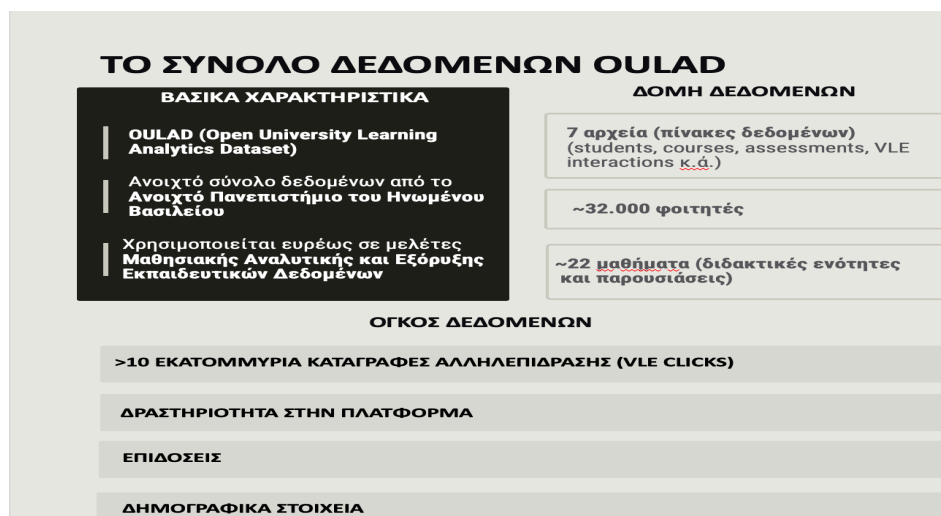 ΤΟ ΣΥΝΟΛΟ ΔΕΔΟΜΕΝΩΝ OULAD
ΒΑΣΙΚΑ ΧΑΡΑΚΤΗΡΙΣΤΙΚΑ
OULAD (Open University Learning
Analytics Dataset)
Ανοιχτό σύνολο δεδομένων από το
Ανοιχτό Πανεπιστήμιο του Ηνωμένου
Βασιλείου
Χρησιμοποιείται ευρέως σε μελέτες
Μαθησιακής Αναλυτικής και Εξόρυξης
Εκπαιδευτικών Δεδομένων
ΔΟΜΗ ΔΕΔΟΜΕΝΩΝ
7 αρχεία (πίνακες δεδομένων)
(students, courses, assessments, VLE
interactions κ.ά.)
~32.000 φοιτητές
~22 μαθήματα (διδακτικές ενότητες
και παρουσιάσεις)
ΟΓΚΟΣ ΔΕΔΟΜΕΝΩΝ
>10 ΕΚΑΤΟΜΜΥΡΙΑ ΚΑΤΑΓΡΑΦΕΣ ΑΛΛΗΛΕΠΙΔΡΑΣΗΣ (VLE CLICKS)
ΔΡΑΣΤΗΡΙΟΤΗΤΑ ΣΤΗΝ ΠΛΑΤΦΟΡΜΑ
ΕΠΙΔΟΣΕΙΣ
ΔΗΜΟΓΡΑΦΙΚΑ ΣΤΟΙΧΕΙΑ